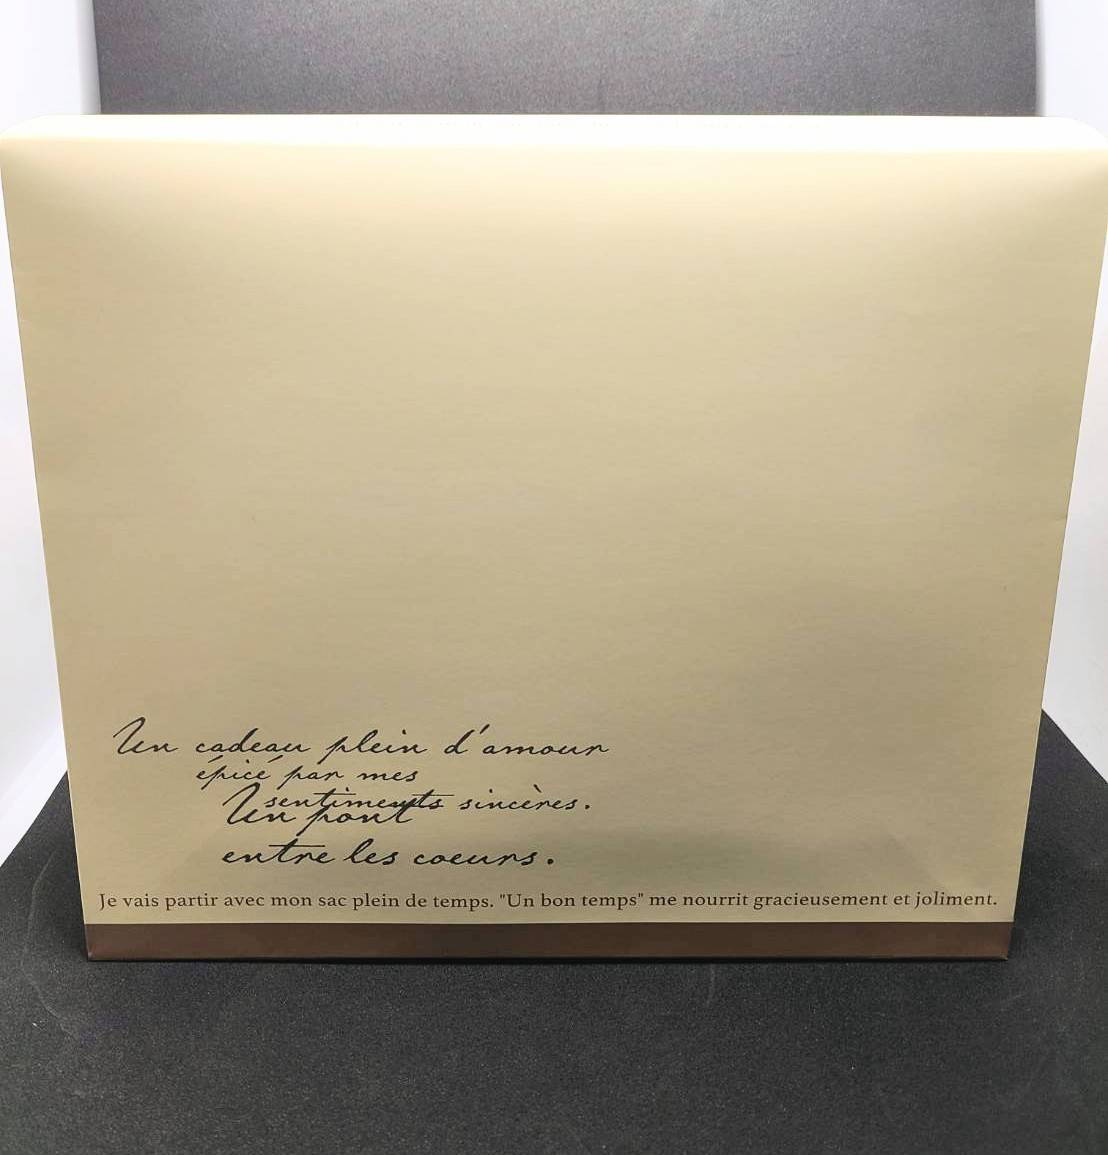 Un cadeau plein d'amour
épicé par mes
sentiments sincères.
Un pont
entre les coeurs.
Je vais partir avec mon sac plein de temps. "Un bon temps" me nourrit gracieusement et joliment.